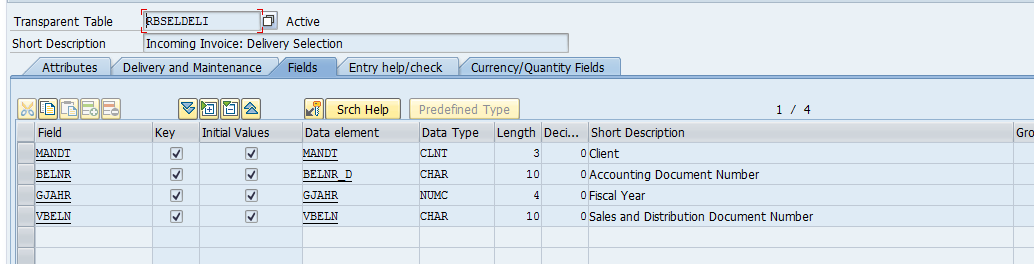 Transparent Table RBSELDELI Active
Short Description Incoming Invoice: Delivery Selection
Attributes Delivery and Maintenance Fields Entry help/check Currency/Quantity Fields
Srch Help Predefined Type 1 / 4
Field Key Initial Values Data element Data Type Length Deci... Short Description Gro
MANDT MANDT CLNT 3 0 Client
BELNR BELNR_D CHAR 10 0 Accounting Document Number
GJAHR GJAHR NUMC 4 0 Fiscal Year
VBELN VBELN CHAR 10 0 Sales and Distribution Document Number